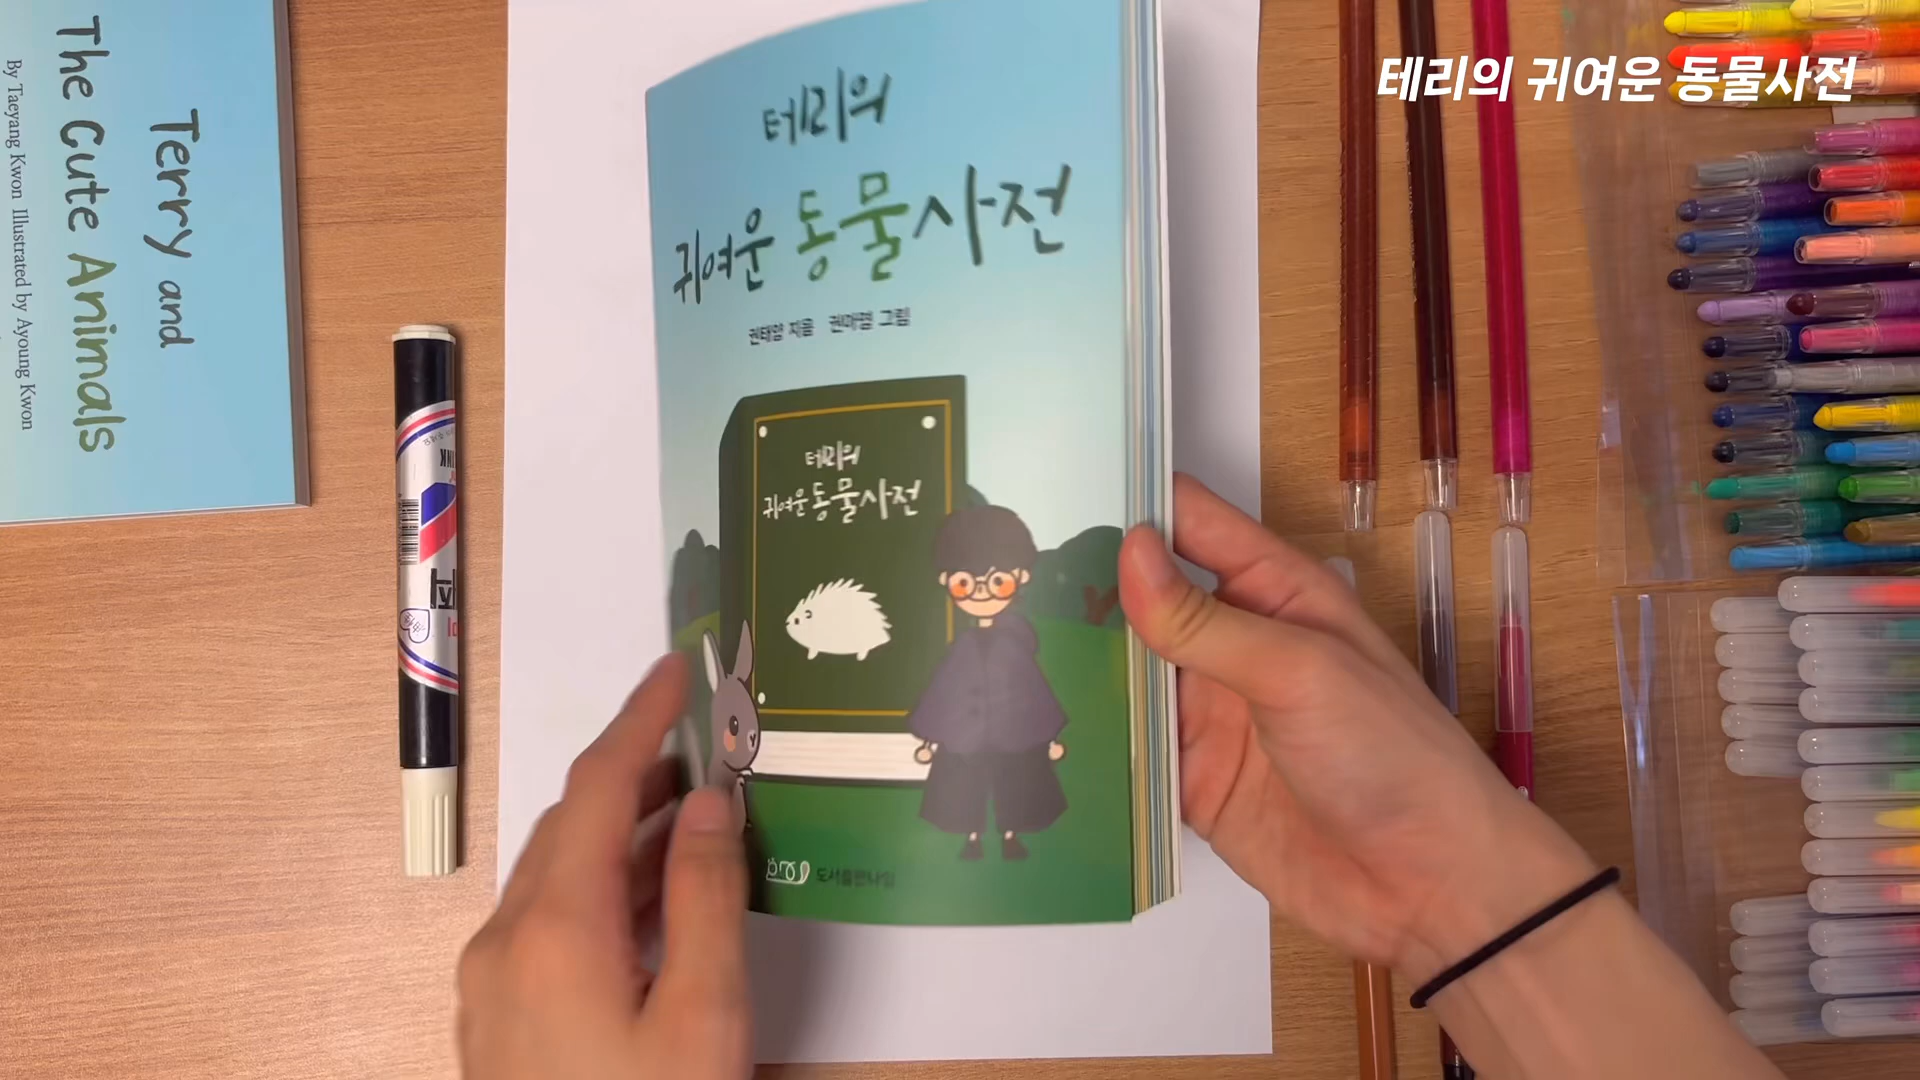 테리의 귀여운 동물사전
테리의
귀여운 동물사전
권태양 지음 권아영 그림
테리의
귀여운 동물사전
도서출판나일
Terry and
The Cute Animals
By Taeyang Kwon Illustrated by Ayoung Kwon